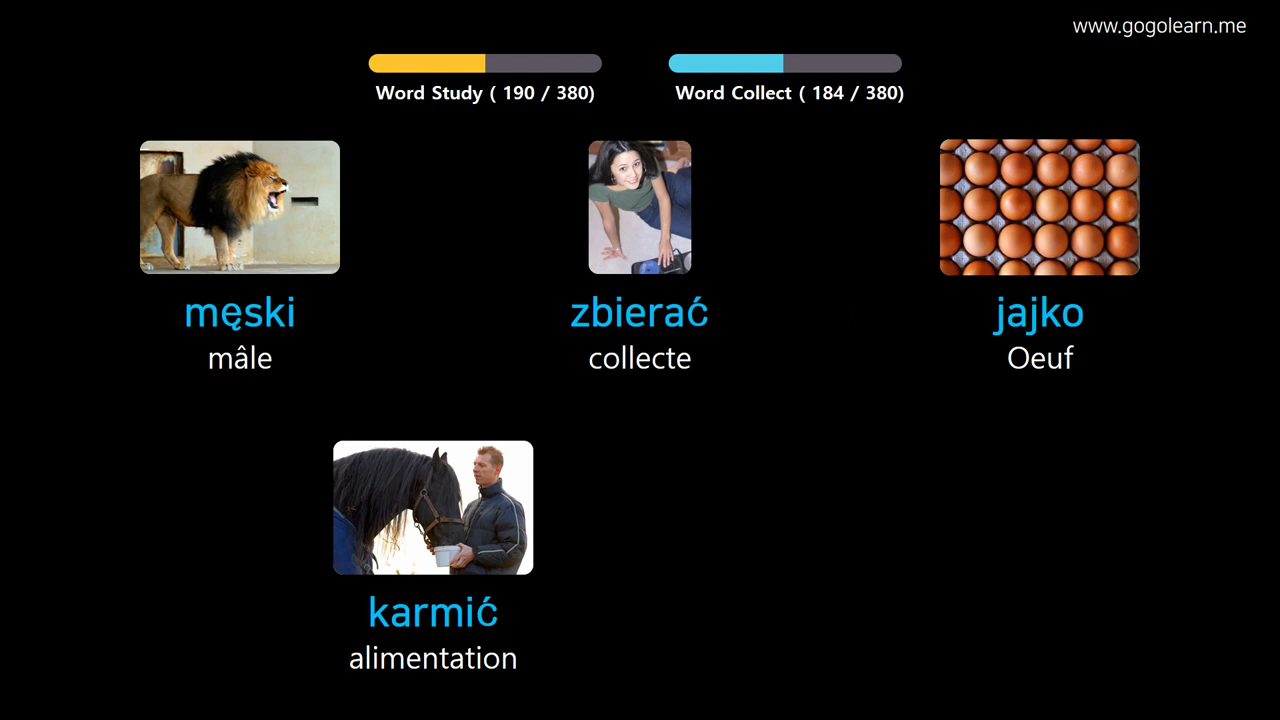 www.gogolearn.me
Word Study ( 190 / 380)
Word Collect ( 184 / 380)
męski
mâle
zbierać
collecte
jajko
Oeuf
karmić
alimentation